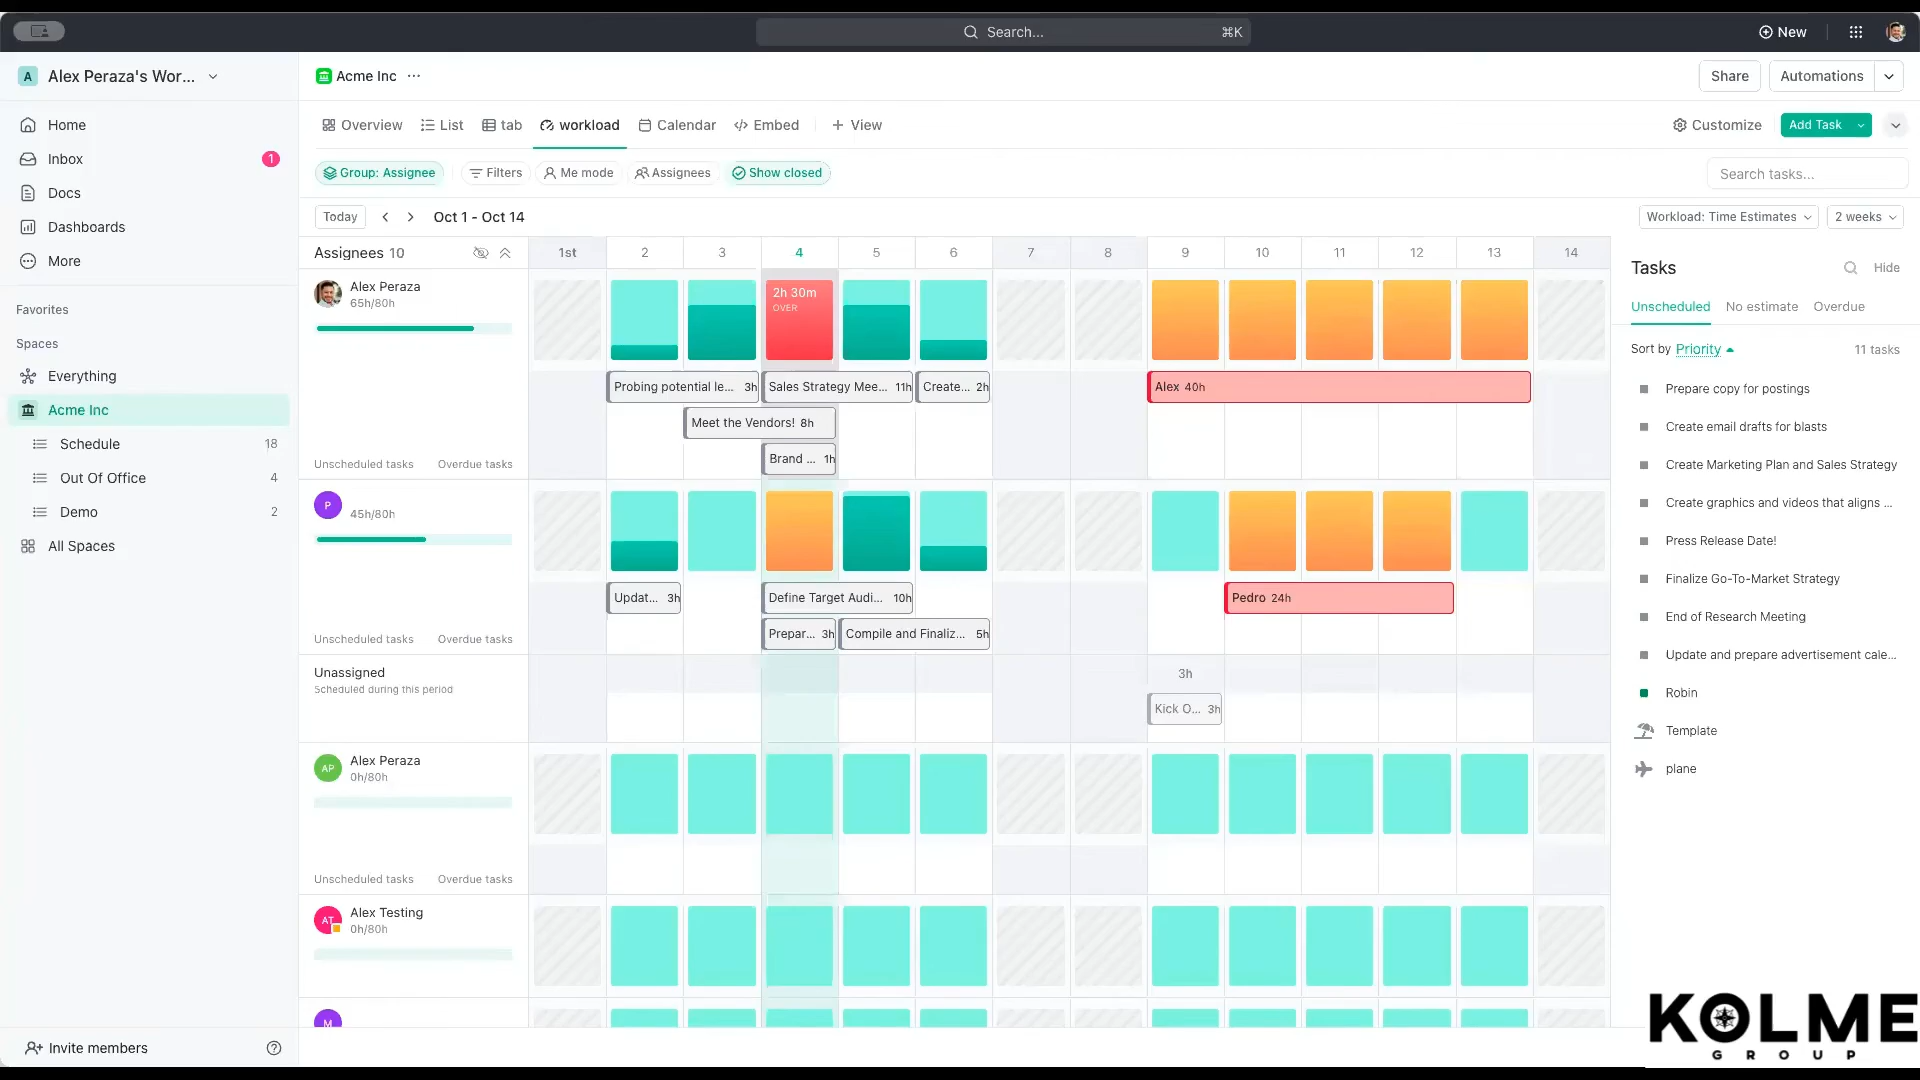 Search...
⌘K
New
A
Alex Peraza's Wor...
Acme Inc
Share
Automations
Home
Inbox
1
Docs
Dashboards
More
Favorites
Spaces
Everything
Acme Inc
Schedule
18
Out Of Office
4
Demo
2
All Spaces
Invite members
Overview
List
tab
workload
Calendar
Embed
+ View
Customize
Add Task
Group: Assignee
Filters
Me mode
Assignees
Show closed
Search tasks...
Today
Oct 1 - Oct 14
Workload: Time Estimates
2 weeks
Assignees 10
1st
2
3
4
5
6
7
8
9
10
11
12
13
14
Alex Peraza
65h/80h
2h 30m
OVER
Probing potential le... 3h
Sales Strategy Mee... 11h
Create... 2h
Alex 40h
Meet the Vendors! 8h
Brand ... 1h
Unscheduled tasks
Overdue tasks
P
45h/80h
Updat... 3h
Define Target Audi... 10h
Pedro 24h
Prepar... 3h
Compile and Finaliz... 5h
Unscheduled tasks
Overdue tasks
Unassigned
Scheduled during this period
3h
Kick O... 3h
AP
Alex Peraza
0h/80h
Unscheduled tasks
Overdue tasks
AT
Alex Testing
0h/80h
M
Tasks
Hide
Unscheduled
No estimate
Overdue
Sort by Priority
11 tasks
Prepare copy for postings
Create email drafts for blasts
Create Marketing Plan and Sales Strategy
Create graphics and videos that aligns ...
Press Release Date!
Finalize Go-To-Market Strategy
End of Research Meeting
Update and prepare advertisement cale...
Robin
Template
plane
KOLME
GROUP